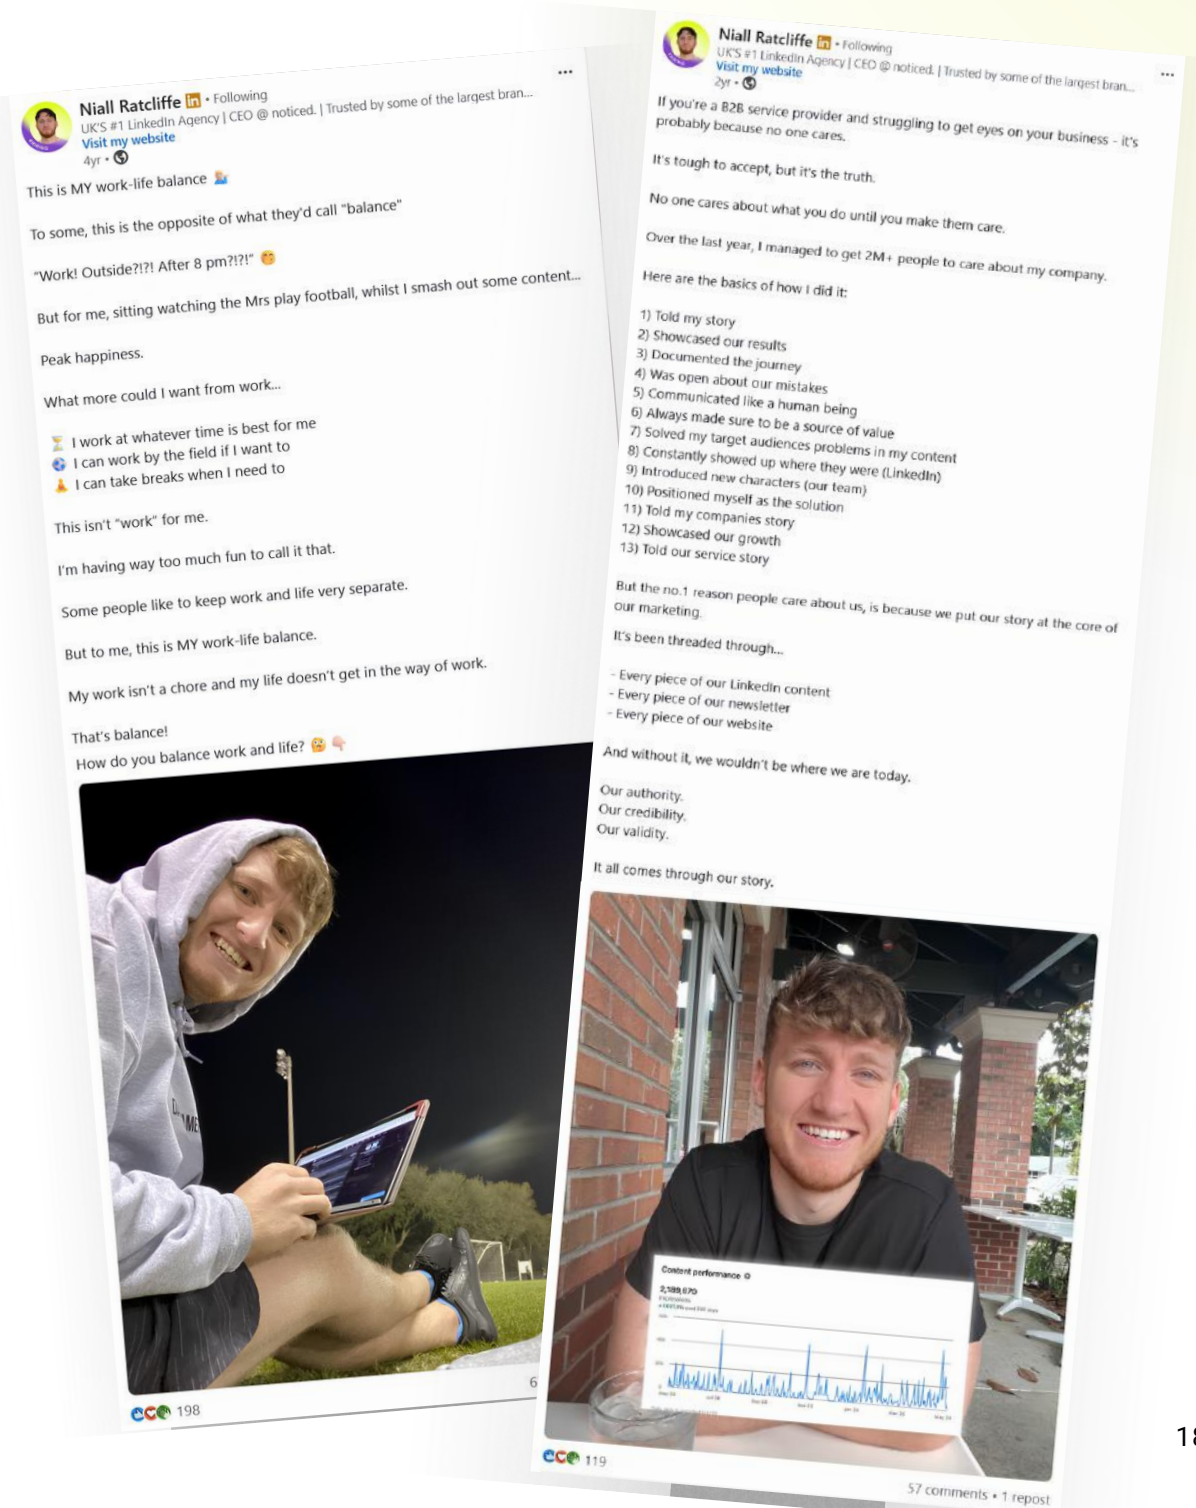 Niall Ratcliffe in • Following
UK'S #1 LinkedIn Agency | CEO @ noticed. | Trusted by some of the largest bran...
Visit my website
4yr •
This is MY work-life balance 💁🏼‍♂️
To some, this is the opposite of what they'd call "balance"
"Work! Outside?!?! After 8 pm?!?!" 🤭
But for me, sitting watching the Mrs play football, whilst I smash out some content...
Peak happiness.
What more could I want from work...
⏳ I work at whatever time is best for me
🌎 I can work by the field if I want to
🧘 I can take breaks when I need to
This isn't "work" for me.
I'm having way too much fun to call it that.
Some people like to keep work and life very separate.
But to me, this is MY work-life balance.
My work isn't a chore and my life doesn't get in the way of work.
That's balance!
How do you balance work and life? 🤔 👇🏼
198
6
Niall Ratcliffe in • Following
UK'S #1 LinkedIn Agency | CEO @ noticed. | Trusted by some of the largest bran...
Visit my website
2yr •
If you're a B2B service provider and struggling to get eyes on your business - it's
probably because no one cares.
It's tough to accept, but it's the truth.
No one cares about what you do until you make them care.
Over the last year, I managed to get 2M+ people to care about my company.
Here are the basics of how I did it:
1) Told my story
2) Showcased our results
3) Documented the journey
4) Was open about our mistakes
5) Communicated like a human being
6) Always made sure to be a source of value
7) Solved my target audiences problems in my content
8) Constantly showed up where they were (LinkedIn)
9) Introduced new characters (our team)
10) Positioned myself as the solution
11) Told my companies story
12) Showcased our growth
13) Told our service story
But the no.1 reason people care about us, is because we put our story at the core of
our marketing.
It's been threaded through...
- Every piece of our LinkedIn content
- Every piece of our newsletter
- Every piece of our website
And without it, we wouldn't be where we are today.
Our authority.
Our credibility.
Our validity.
It all comes through our story.
Content performance
2,189,670
119
57 comments • 1 repost
18